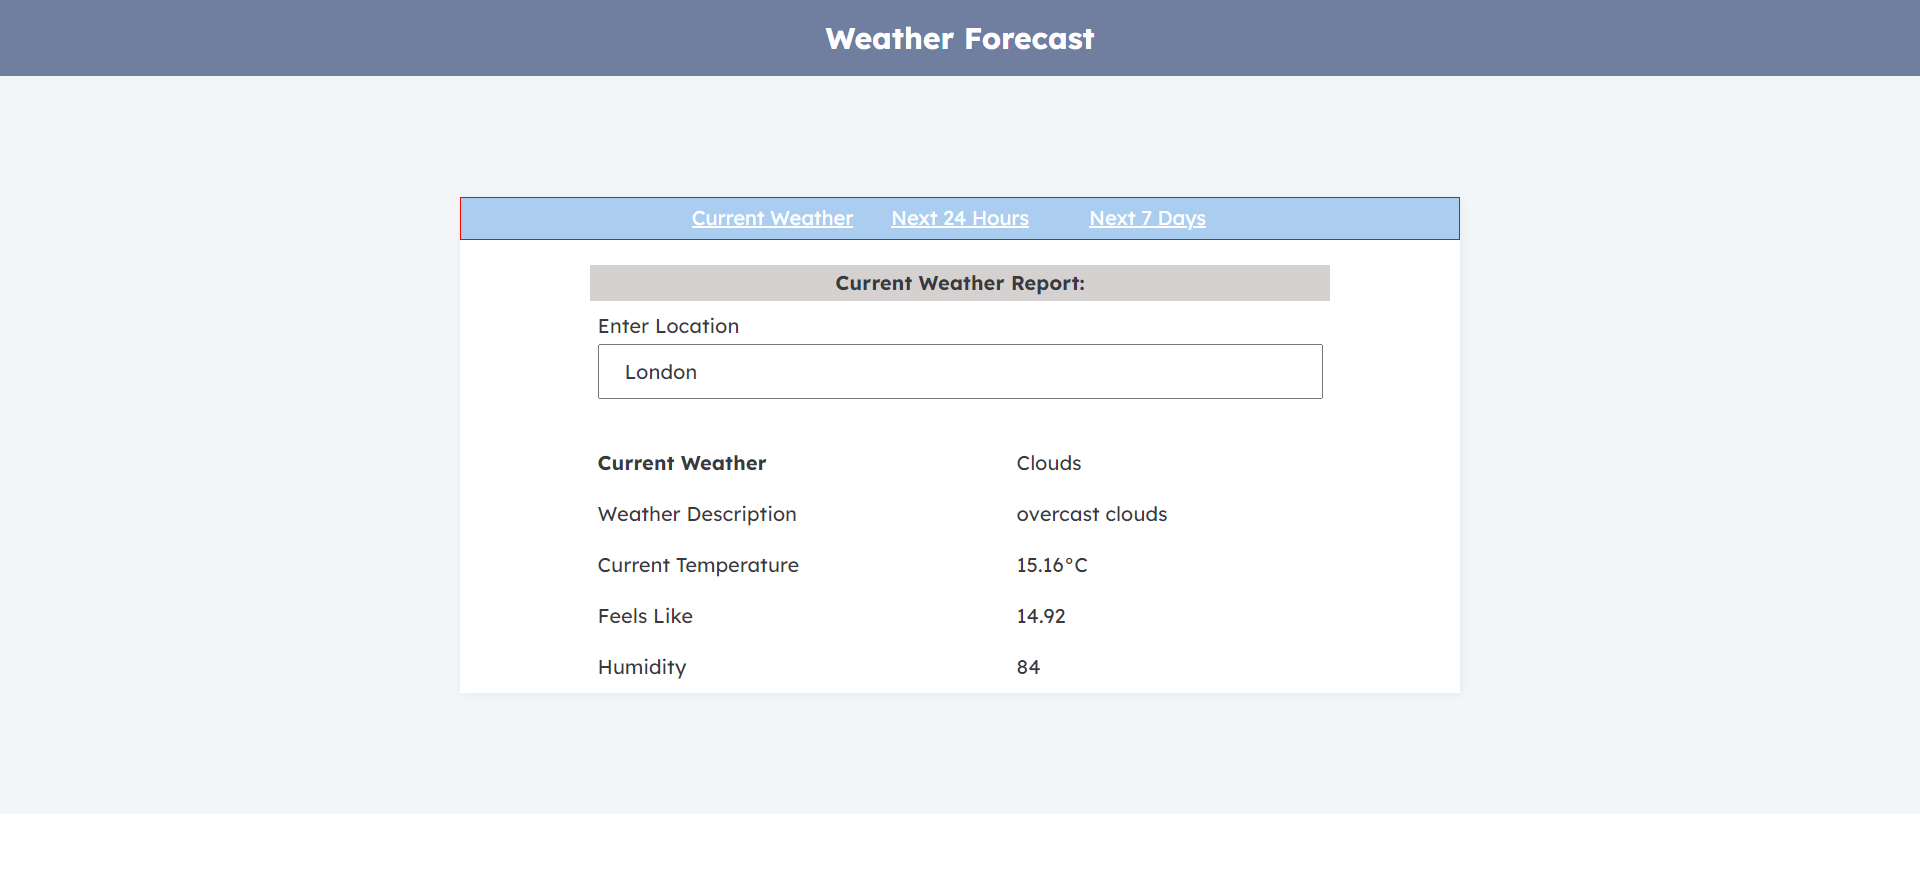 Weather Forecast
Current Weather Next 24 Hours Next 7 Days
Current Weather Report:
Enter Location
London
Current Weather Clouds
Weather Description overcast clouds
Current Temperature 15.16°C
Feels Like 14.92
Humidity 84